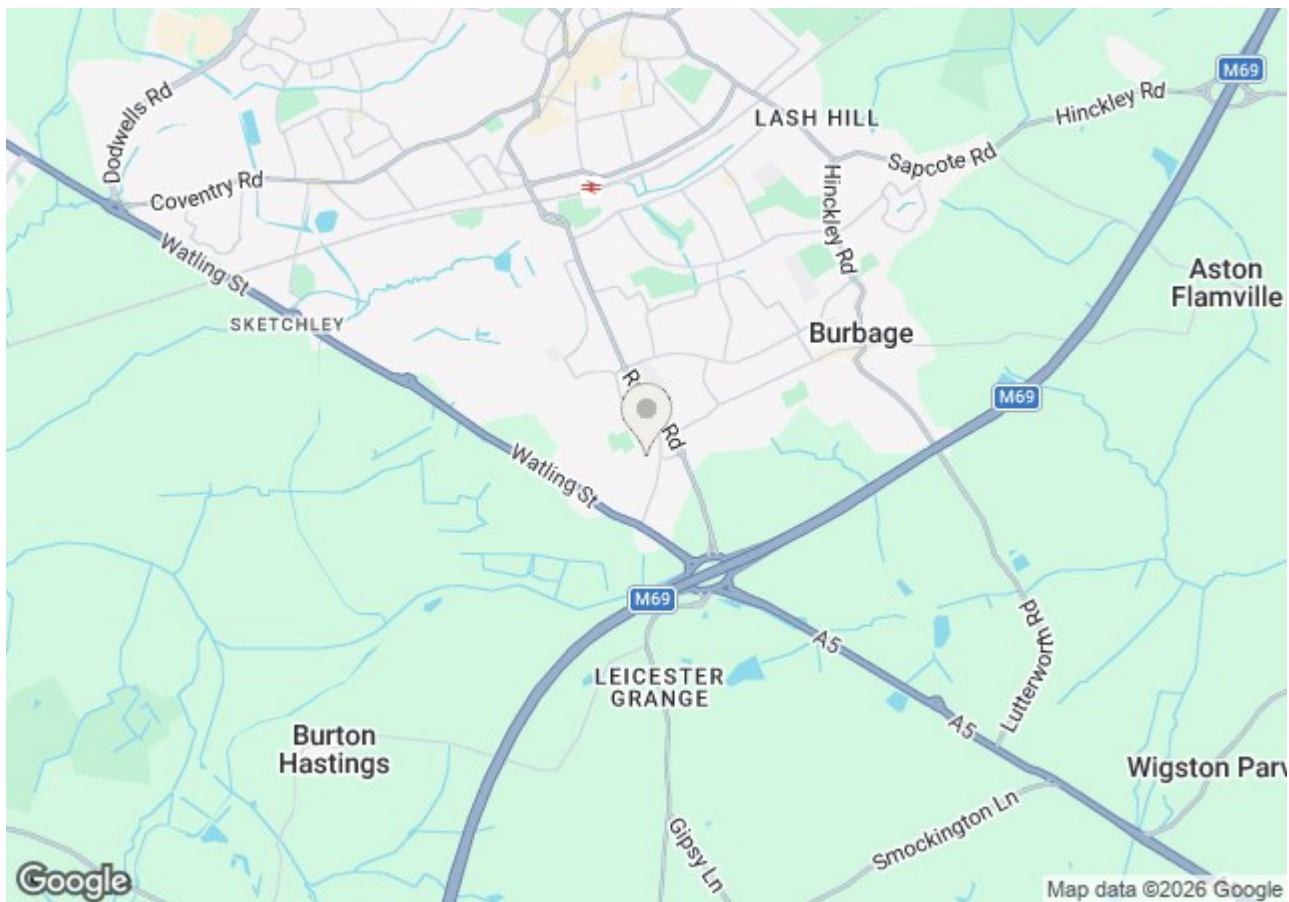 M69
Dodwells Rd
Hinckley Rd
LASH HILL
Sapcote Rd
Coventry Rd
Hinckley Rd
Watling St
Aston
Flamville
SKETCHLEY
Burbage
M69
Rd
Watling St
M69
Lutterworth Rd
A5
LEICESTER
GRANGE
A5
Burton
Hastings
Wigston Parv
Gipsy Ln
Smockington Ln
Google
Map data ©2026 Google